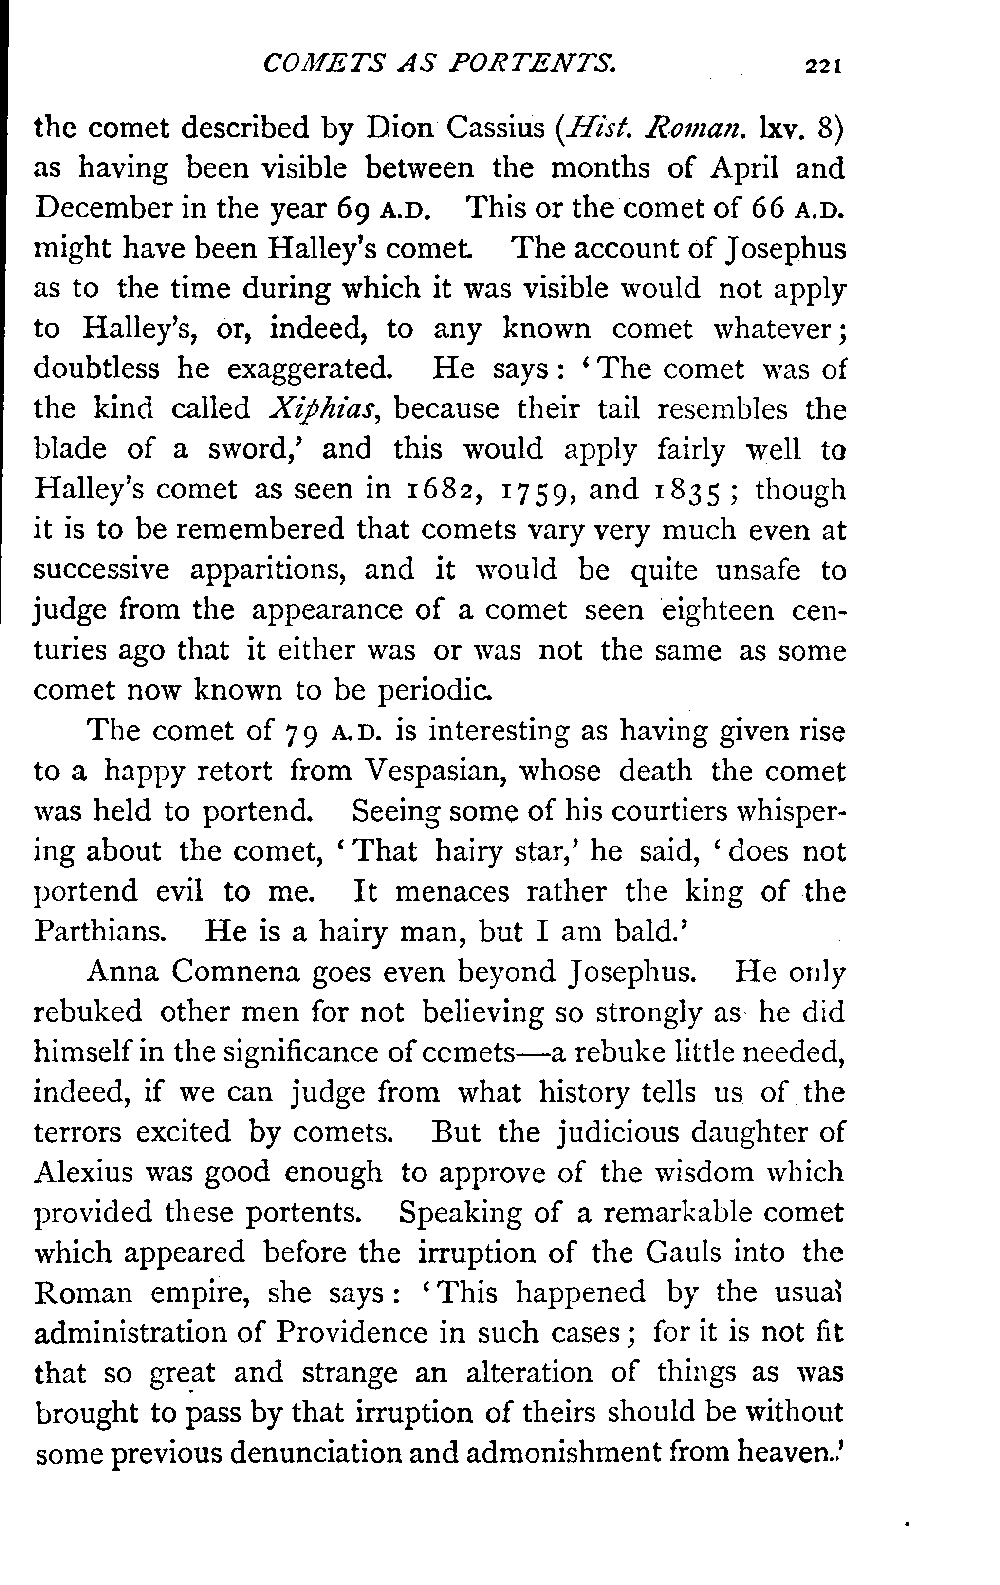 COMETS AS PORTENTS. 221
the comet described by Dion Cassius (Hist. Roman. lxv. 8)
as having been visible between the months of April and
December in the year 69 A.D. This or the comet of 66 A.D.
might have been Halley's comet. The account of Josephus
as to the time during which it was visible would not apply
to Halley's, or, indeed, to any known comet whatever;
doubtless he exaggerated. He says: 'The comet was of
the kind called Xiphias, because their tail resembles the
blade of a sword,' and this would apply fairly well to
Halley's comet as seen in 1682, 1759, and 1835; though
it is to be remembered that comets vary very much even at
successive apparitions, and it would be quite unsafe to
judge from the appearance of a comet seen eighteen cen-
turies ago that it either was or was not the same as some
comet now known to be periodic.
The comet of 79 A.D. is interesting as having given rise
to a happy retort from Vespasian, whose death the comet
was held to portend. Seeing some of his courtiers whisper-
ing about the comet, 'That hairy star,' he said, 'does not
portend evil to me. It menaces rather the king of the
Parthians. He is a hairy man, but I am bald.'
Anna Comnena goes even beyond Josephus. He only
rebuked other men for not believing so strongly as he did
himself in the significance of comets—a rebuke little needed,
indeed, if we can judge from what history tells us of the
terrors excited by comets. But the judicious daughter of
Alexius was good enough to approve of the wisdom which
provided these portents. Speaking of a remarkable comet
which appeared before the irruption of the Gauls into the
Roman empire, she says: 'This happened by the usual
administration of Providence in such cases; for it is not fit
that so great and strange an alteration of things as was
brought to pass by that irruption of theirs should be without
some previous denunciation and admonishment from heaven.'